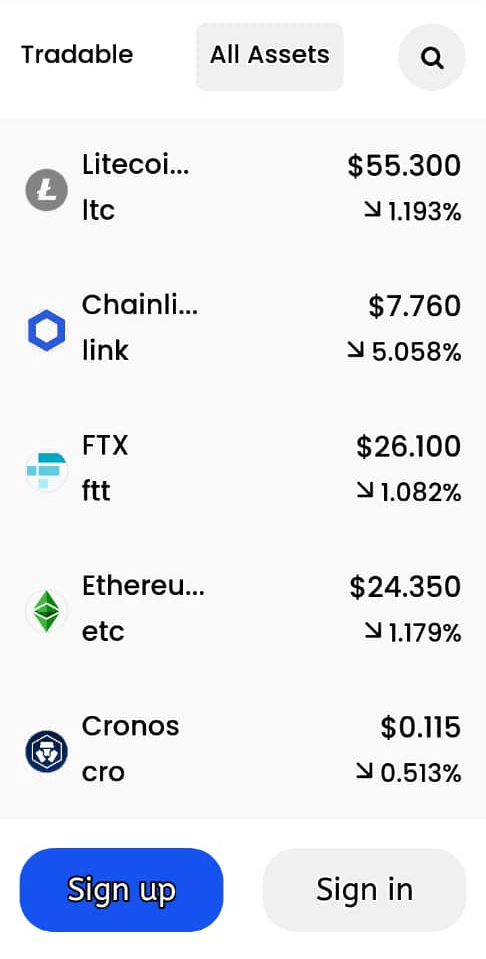 Tradable All Assets
Litecoi... $55.300
ltc ↘ 1.193%
Chainli... $7.760
link ↘ 5.058%
FTX $26.100
ftt ↘ 1.082%
Ethereu... $24.350
etc ↘ 1.179%
Cronos $0.115
cro ↘ 0.513%
Sign up Sign in